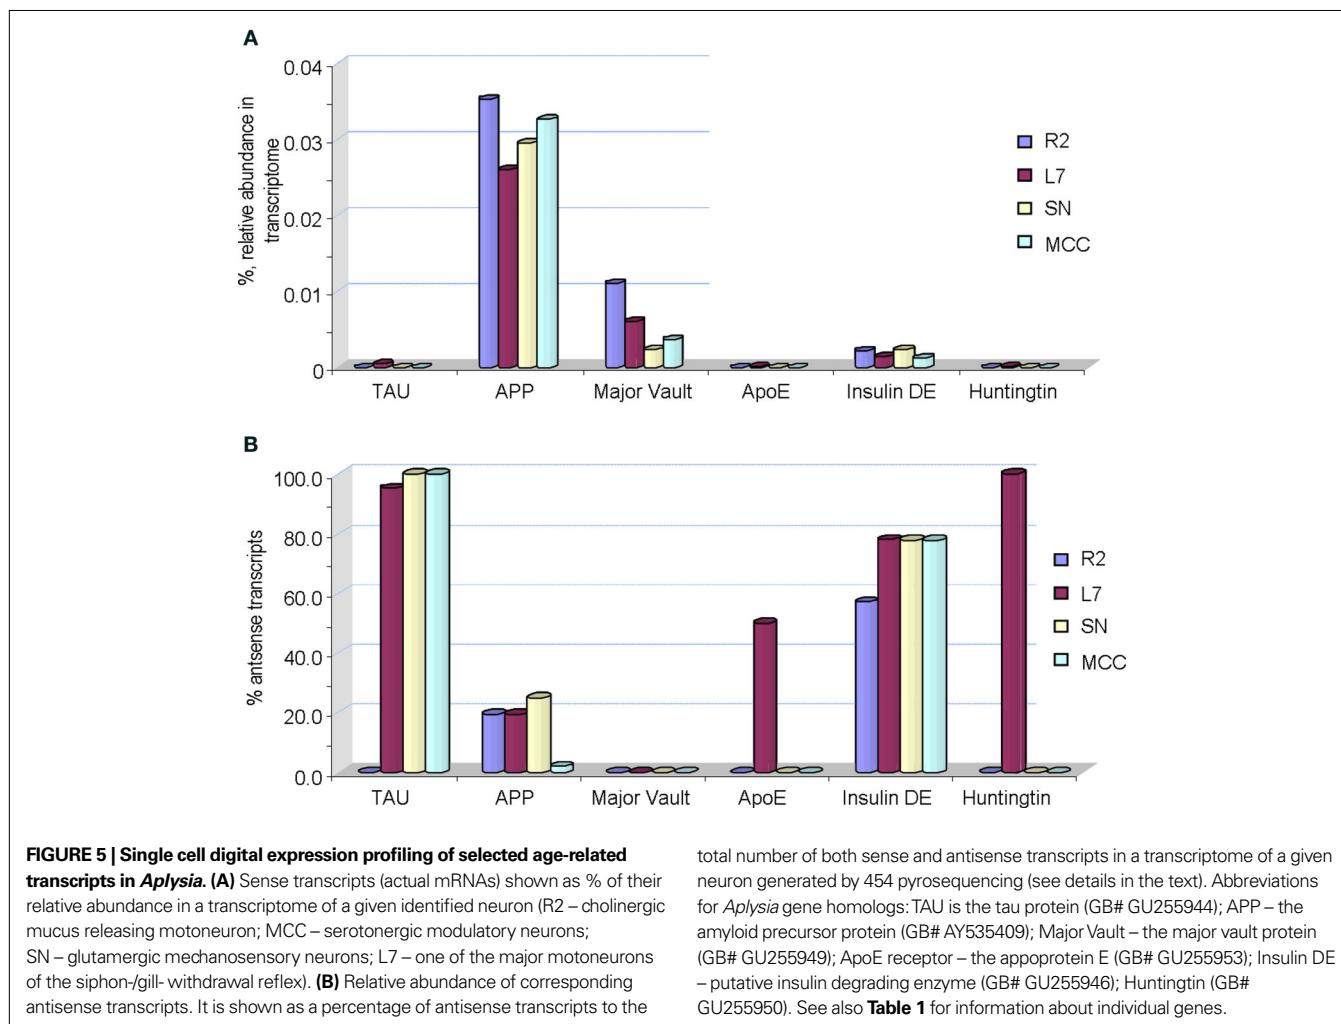 A
0.04
0.03
0.02
0.01
0
%, relative abundance in
transcriptome
R2
L7
SN
MCC
TAU APP Major Vault ApoE Insulin DE Huntingtin
B
100.0
80.0
60.0
40.0
20.0
0.0
% antsense transcripts
R2
L7
SN
MCC
TAU APP Major Vault ApoE Insulin DE Huntingtin
FIGURE 5 | Single cell digital expression profiling of selected age-related
transcripts in Aplysia. (A) Sense transcripts (actual mRNAs) shown as % of their
relative abundance in a transcriptome of a given identified neuron (R2 – cholinergic
mucus releasing motoneuron; MCC – serotonergic modulatory neurons;
SN – glutamergic mechanosensory neurons; L7 – one of the major motoneurons
of the siphon-/gill- withdrawal reflex). (B) Relative abundance of corresponding
antisense transcripts. It is shown as a percentage of antisense transcripts to the
total number of both sense and antisense transcripts in a transcriptome of a given
neuron generated by 454 pyrosequencing (see details in the text). Abbreviations
for Aplysia gene homologs: TAU is the tau protein (GB# GU255944); APP – the
amyloid precursor protein (GB# AY535409); Major Vault – the major vault protein
(GB# GU255949); ApoE receptor – the appoprotein E (GB# GU255953); Insulin DE
– putative insulin degrading enzyme (GB# GU255946); Huntingtin (GB#
GU255950). See also Table 1 for information about individual genes.